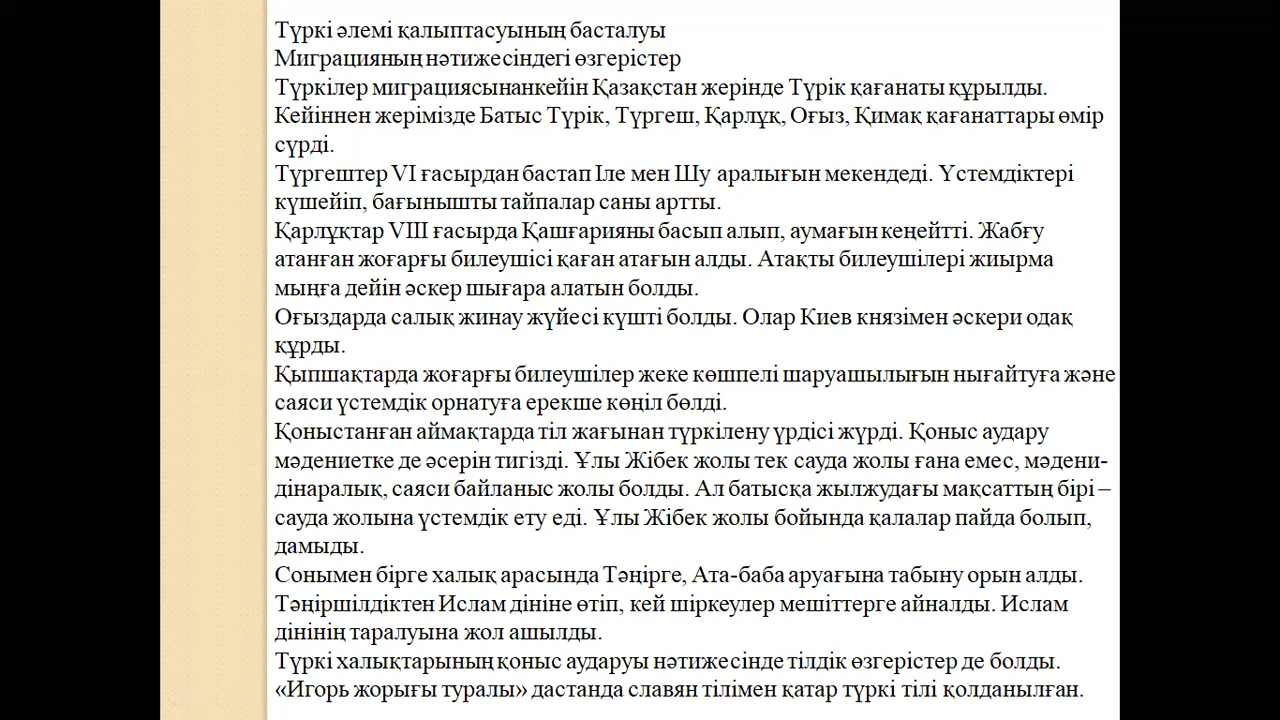 Түркі әлемі қалыптасуының басталуы
Миграцияның нәтижесіндегі өзгерістер
Түркілер миграциясынанкейін Қазақстан жерінде Түрік қағанаты құрылды.
Кейіннен жерімізде Батыс Түрік, Түргеш, Қарлұқ, Оғыз, Қимақ қағанаттары өмір
сүрді.
Түргештер VI ғасырдан бастап Іле мен Шу аралығын мекендеді. Үстемдіктері
күшейіп, бағынышты тайпалар саны артты.
Қарлұқтар VIII ғасырда Қашғарияны басып алып, аумағын кеңейтті. Жабғу
атанған жоғарғы билеушісі қаған атағын алды. Атақты билеушілері жиырма
мыңға дейін әскер шығара алатын болды.
Оғыздарда салық жинау жүйесі күшті болды. Олар Киев князімен әскери одақ
құрды.
Қыпшақтарда жоғарғы билеушілер жеке көшпелі шаруашылығын нығайтуға және
саяси үстемдік орнатуға ерекше көңіл бөлді.
Қоныстанған аймақтарда тіл жағынан түркілену үрдісі жүрді. Қоныс аудару
мәдениетке де әсерін тигізді. Ұлы Жібек жолы тек сауда жолы ғана емес, мәдени-
дінаралық, саяси байланыс жолы болды. Ал батысқа жылжудағы мақсаттың бірі –
сауда жолына үстемдік ету еді. Ұлы Жібек жолы бойында қалалар пайда болып,
дамыды.
Сонымен бірге халық арасында Тәңірге, Ата-баба аруағына табыну орын алды.
Тәңіршілдіктен Ислам дініне өтіп, кей шіркеулер мешіттерге айналды. Ислам
дінінің таралуына жол ашылды.
Түркі халықтарының қоныс аударуы нәтижесінде тілдік өзгерістер де болды.
«Игорь жорығы туралы» дастанда славян тілімен қатар түркі тілі қолданылған.